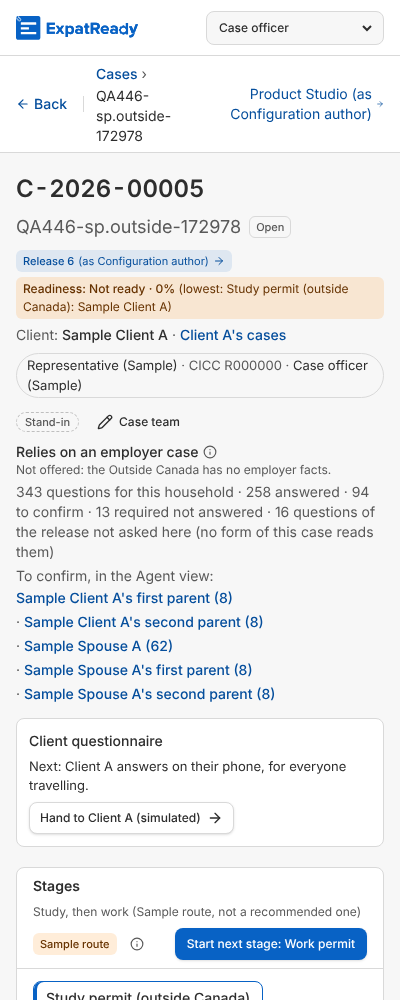 ExpatReady
Case officer
Back
Cases ›
QA446-
sp.outside-
172978
Product Studio (as
Configuration author)
C-2026-00005
QA446-sp.outside-172978 Open
Release 6 (as Configuration author) →
Readiness: Not ready · 0% (lowest: Study permit (outside
Canada): Sample Client A)
Client: Sample Client A · Client A's cases
Representative (Sample) · CICC R000000 · Case officer
(Sample)
Stand-in Case team
Relies on an employer case
Not offered: the Outside Canada has no employer facts.
343 questions for this household · 258 answered · 94
to confirm · 13 required not answered · 16 questions of
the release not asked here (no form of this case reads
them)
To confirm, in the Agent view:
Sample Client A's first parent (8)
· Sample Client A's second parent (8)
· Sample Spouse A (62)
· Sample Spouse A's first parent (8)
· Sample Spouse A's second parent (8)
Client questionnaire
Next: Client A answers on their phone, for everyone
travelling.
Hand to Client A (simulated) →
Stages
Study, then work (Sample route, not a recommended one)
Sample route
Start next stage: Work permit
Study permit (outside Canada)